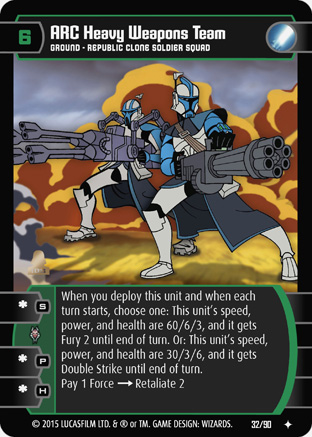 6
ARC Heavy Weapons Team
GROUND - REPUBLIC CLONE SOLDIER SQUAD
* S
* P
* H
When you deploy this unit and when each
turn starts, choose one: This unit's speed,
power, and health are 60/6/3, and it gets
Fury 2 until end of turn. Or: This unit's speed,
power, and health are 30/3/6, and it gets
Double Strike until end of turn.
Pay 1 Force → Retaliate 2
© 2015 LUCASFILM LTD. & ® or TM. GAME DESIGN: WIZARDS. 32/90